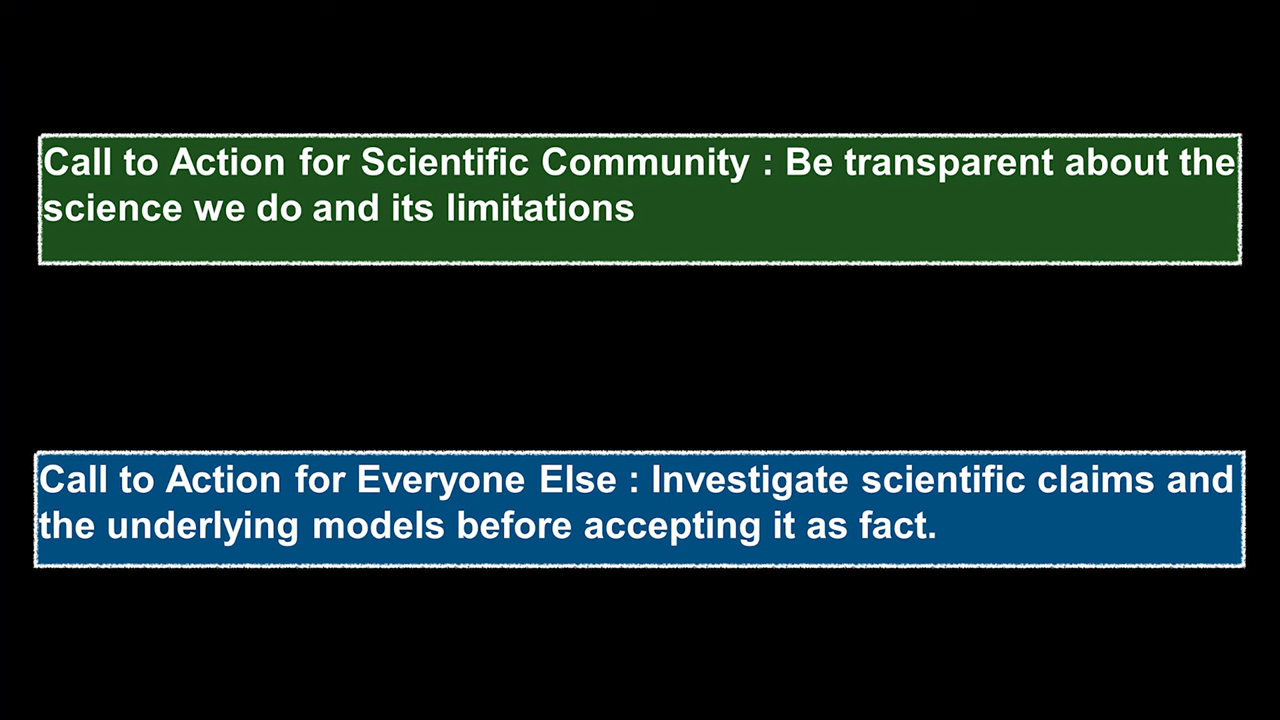 Call to Action for Scientific Community : Be transparent about the
science we do and its limitations
Call to Action for Everyone Else : Investigate scientific claims and
the underlying models before accepting it as fact.